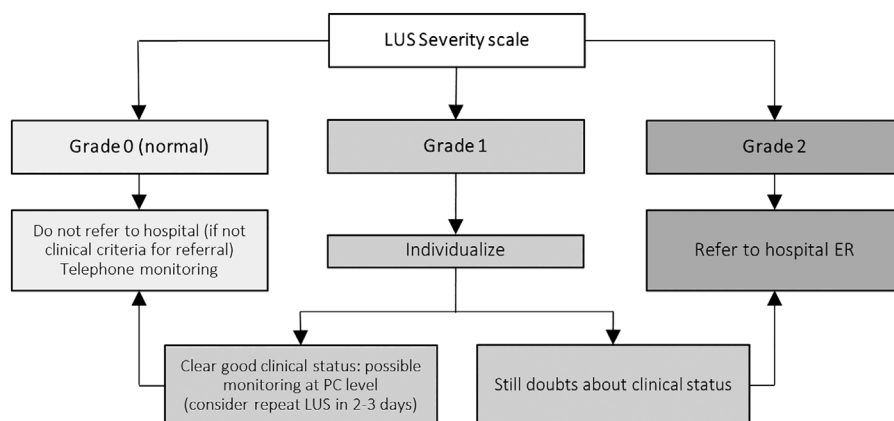 LUS Severity scale
Grade 0 (normal)
Grade 1
Grade 2
Do not refer to hospital (if not
clinical criteria for referral)
Telephone monitoring
Individualize
Refer to hospital ER
Clear good clinical status: possible
monitoring at PC level
(consider repeat LUS in 2-3 days)
Still doubts about clinical status